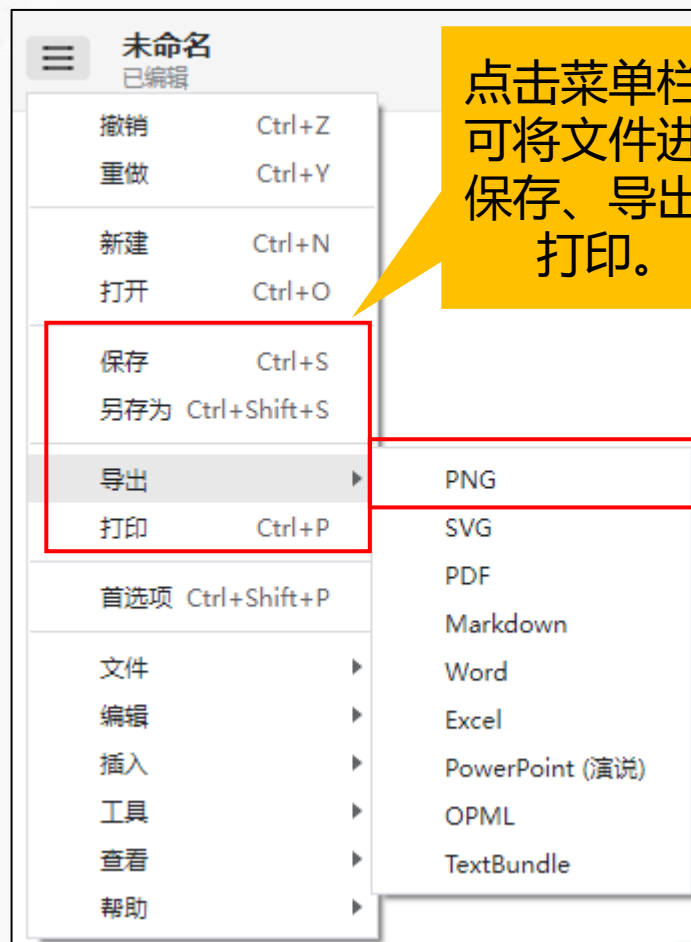 未命名
已编辑
点击菜单栏
可将文件进
保存、导出
打印。
撤销 Ctrl+Z
重做 Ctrl+Y
新建 Ctrl+N
打开 Ctrl+O
保存 Ctrl+S
另存为 Ctrl+Shift+S
导出
打印 Ctrl+P
首选项 Ctrl+Shift+P
文件
编辑
插入
工具
查看
帮助
PNG
SVG
PDF
Markdown
Word
Excel
PowerPoint (演说)
OPML
TextBundle